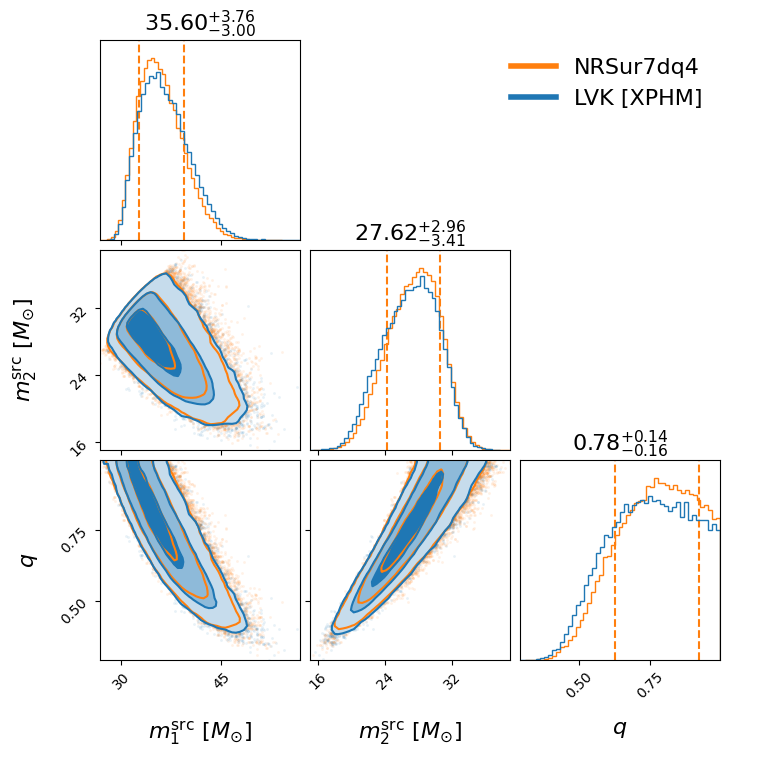 35.60+3.76−3.00
NRSur7dq4
LVK [XPHM]
27.62+2.96−3.41
32
24
16
m2src [M⊙]
0.78+0.14−0.16
0.75
0.50
q
30
45
16
24
32
0.50
0.75
m1src [M⊙]
m2src [M⊙]
q